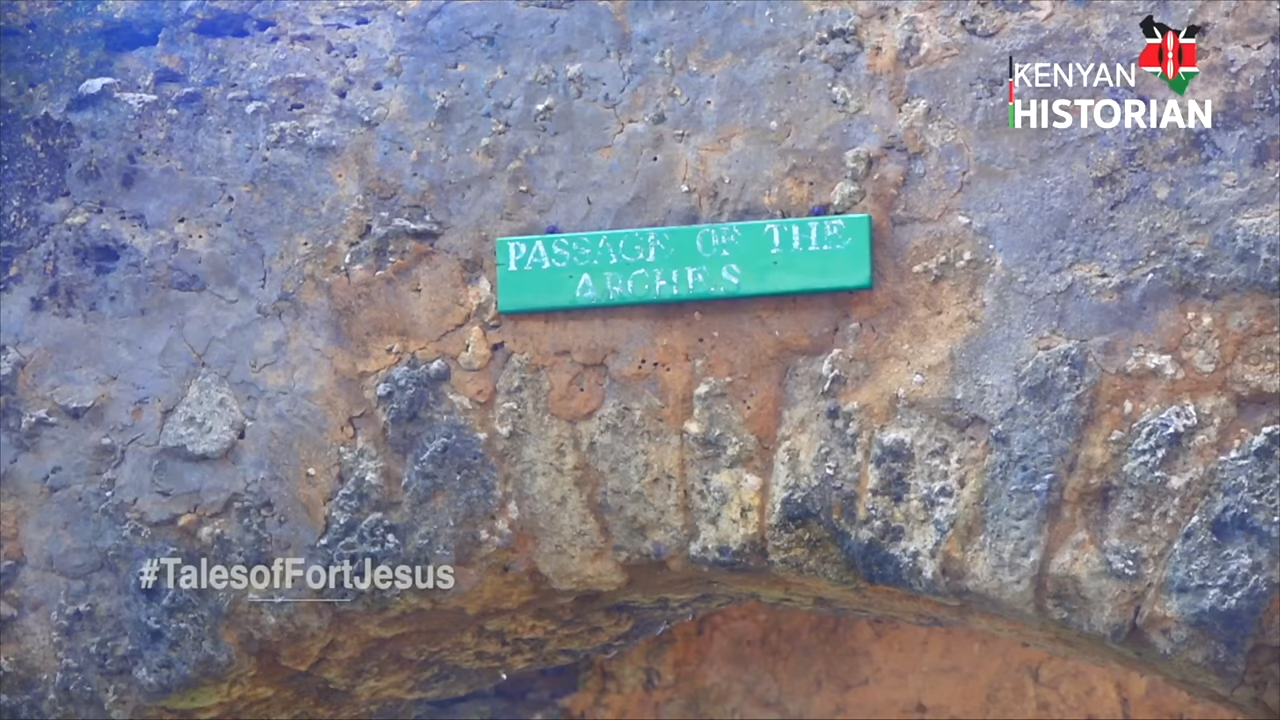 KENYAN
HISTORIAN
PASSAGE OF THE
ARCHES
#TalesofFortJesus